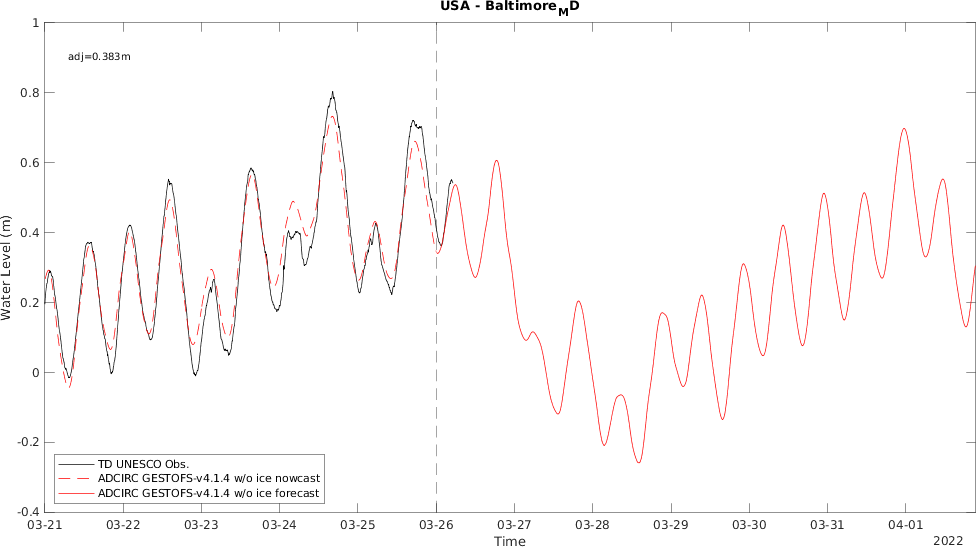 USA - Baltimore_MD
1
adj=0.383m
0.8
0.6
0.4
0.2
0
-0.2
-0.4
Water Level (m)
TD UNESCO Obs.
ADCIRC GESTOFS-v4.1.4 w/o ice nowcast
ADCIRC GESTOFS-v4.1.4 w/o ice forecast
03-21 03-22 03-23 03-24 03-25 03-26 03-27 03-28 03-29 03-30 03-31 04-01
Time
2022